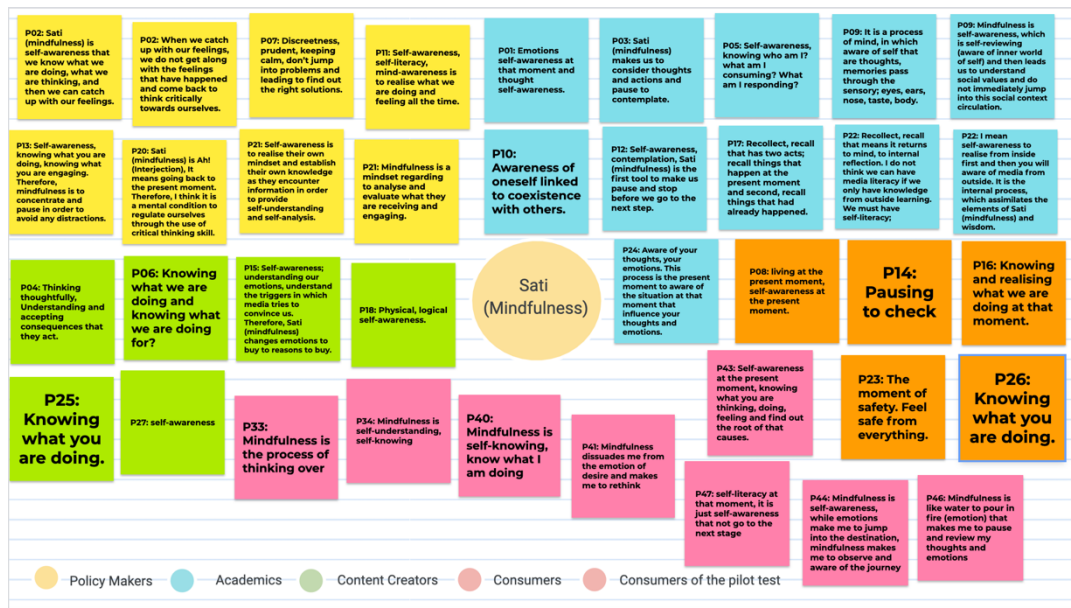 P02: Sati
(mindfulness) is
self-awareness that
we know what we
are doing, what we
are thinking, and
then we can catch
up with our feelings.
P02: When we catch
up with our feelings,
we do not get along
with the feelings
that have happened
and come back to
think critically
towards ourselves.
P07: Discreetness,
prudent, keeping
calm, don't jump
into problems and
leading to find out
the right solutions.
P11: Self-awareness,
self-literacy,
mind-awareness is
to realise what we
are doing and
feeling all the time.
P01: Emotions
self-awareness at
that moment and
thought
self-awareness.
P03: Sati
(mindfulness)
makes us to
consider thoughts
and actions and
pause to
contemplate.
P05: Self-awareness,
knowing who am I?
what am I
consuming? What
am I responding?
P09: It is a process
of mind, in which
aware of self that
are thoughts,
memories pass
through the
sensory; eyes, ears,
nose, taste, body.
P09: Mindfulness is
self-awareness, which
is self-reviewing
(aware of inner world
of self) and then leads
us to understand
social values and do
not immediately jump
into this social context
circulation.
P13: Self-awareness,
knowing what you are
doing, knowing what
you are engaging.
Therefore,
mindfulness is to
concentrate and
pause in order to
avoid any distractions.
P20: Sati
(mindfulness) is Ah!
(Interjection), It
means going back to
the present moment.
Therefore, I think it is
a mental condition to
regulate ourselves
through the use of
critical thinking skill.
P21: Self-awareness is
to realise their own
mindset and establish
their own knowledge
as they encounter
information in order
to provide
self-understanding
and self-analysis.
P21: Mindfulness is a
mindset regarding
to analyse and
evaluate what they
are receiving and
engaging.
P10:
Awareness of
oneself linked
to coexistence
with others.
P12: Self-awareness,
contemplation, Sati
(mindfulness) is the
first tool to make us
pause and stop
before we go to the
next step.
P17: Recollect, recall
that has two acts;
recall things that
happen at the
present moment
and second, recall
things that had
already happened.
P22: Recollect, recall
that means it returns
to mind, to internal
reflection. I do not
think we can have
media literacy if we
only have knowledge
from outside learning.
We must have
self-literacy;
P22: I mean
self-awareness to
realise from inside
first and then you will
aware of media from
outside. It is the
internal process,
which assimilates the
elements of Sati
(mindfulness) and
wisdom.
P04: Thinking
thoughtfully,
Understanding and
accepting
consequences that
they act.
P06: Knowing
what we are
doing and
knowing what
we are doing
for?
P15: Self-awareness;
understanding our
emotions, understand
the triggers in which
media tries to
convince us.
Therefore, Sati
(mindfulness)
changes emotions to
buy to reasons to buy.
P18: Physical, logical
self-awareness.
Sati
(Mindfulness)
P24: Aware of your
thoughts, your
emotions. This
process is the present
moment to aware of
the situation at that
moment that
influence your
thoughts and
emotions.
P08: living at the
present moment,
self-awareness at
the present
moment.
P14:
Pausing
to check
P16: Knowing
and realising
what we are
doing at that
moment.
P25:
Knowing
what you
are doing.
P27: self-awareness
P33:
Mindfulness is
the process of
thinking over
P34: Mindfulness is
self-understanding,
self-knowing
P40:
Mindfulness is
self-knowing,
know what I
am doing
P41: Mindfulness
dissuades me from
the emotion of
desire and makes
me to rethink
P43: Self-awareness
at the present
moment, knowing
what you are
thinking, doing,
feeling and find out
the root of that
causes.
P23: The
moment of
safety. Feel
safe from
everything.
P26:
Knowing
what you
are doing.
P47: self-literacy at
that moment, it is
just self-awareness
that not go to the
next stage
P44: Mindfulness is
self-awareness,
while emotions
make me to jump
into the destination,
mindfulness makes
me to observe and
aware of the journey
P46: Mindfulness is
like water to pour in
fire (emotion) that
makes me to pause
and review my
thoughts and
emotions
Policy Makers
Academics
Content Creators
Consumers
Consumers of the pilot test